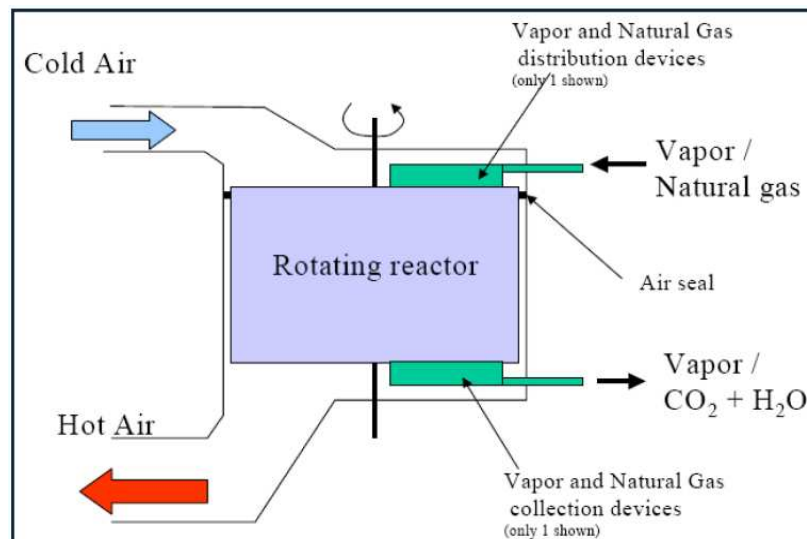 Vapor and Natural Gas
distribution devices
(only 1 shown)
Cold Air
Vapor /
Natural gas
Rotating reactor
Air seal
Vapor /
CO₂ + H₂O
Hot Air
Vapor and Natural Gas
collection devices
(only 1 shown)